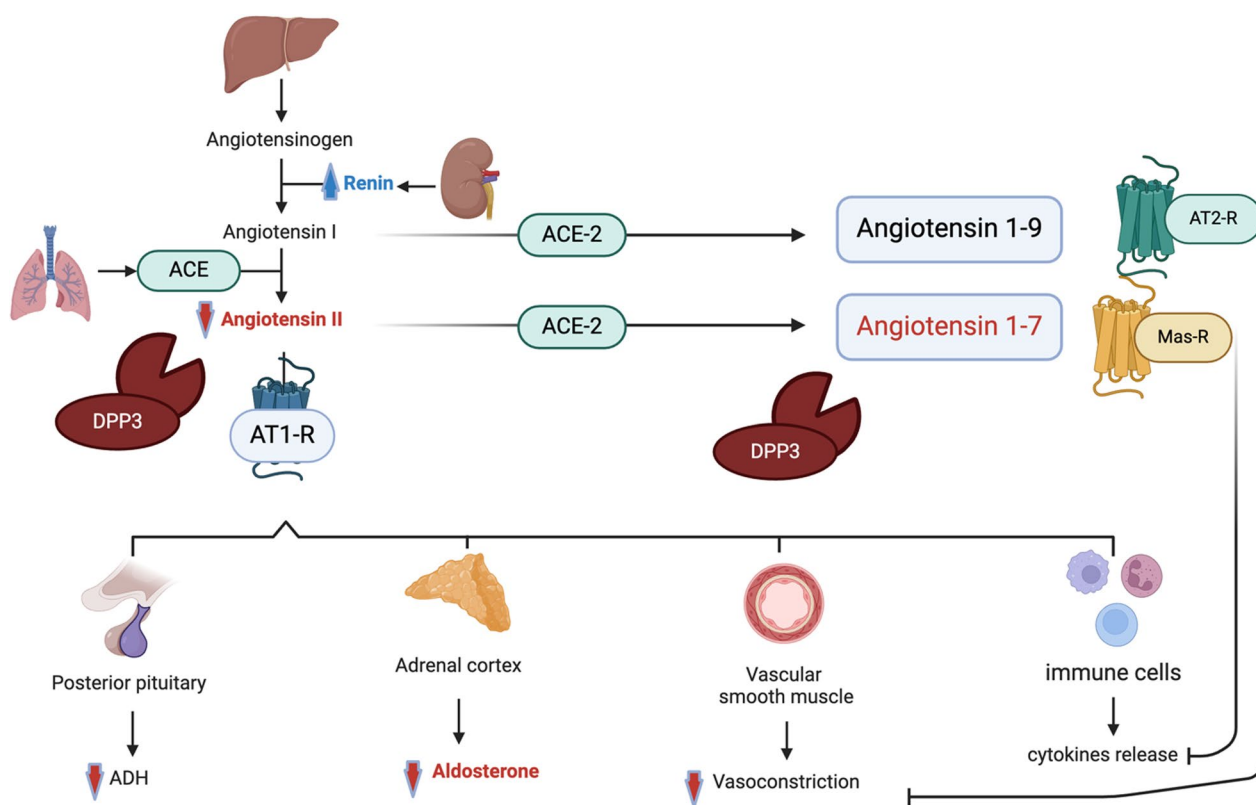 Angiotensinogen
Renin
Angiotensin I
ACE-2
Angiotensin 1-9
AT2-R
ACE
Angiotensin II
ACE-2
Angiotensin 1-7
Mas-R
DPP3
AT1-R
DPP3
Posterior pituitary
Adrenal cortex
Vascular
smooth muscle
immune cells
ADH
Aldosterone
Vasoconstriction
cytokines release